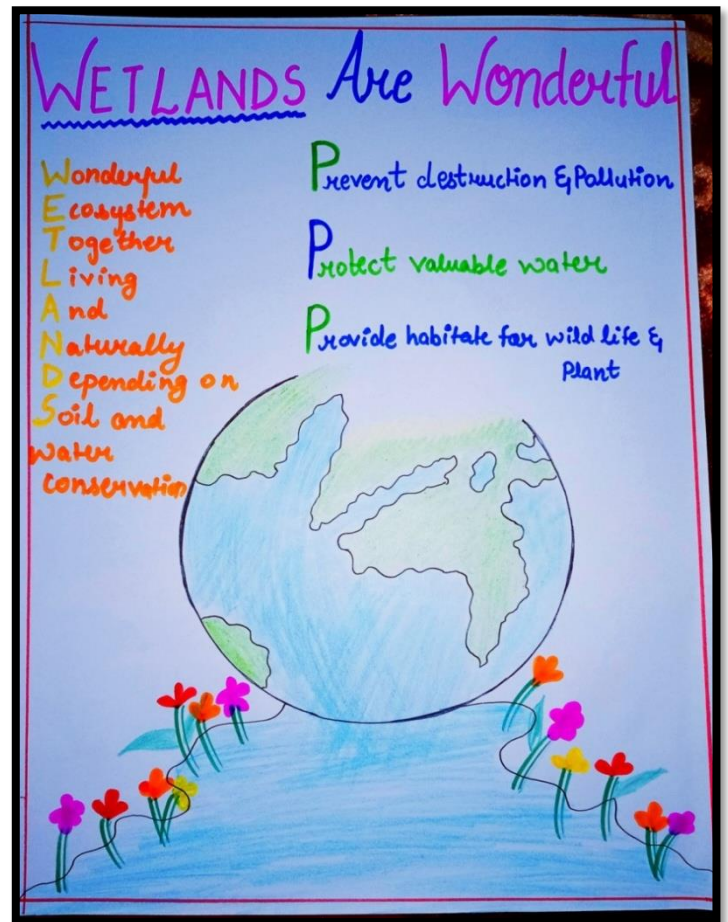 WETLANDS Are Wonderful
Wonderful
Ecosystem
Together
Living
And
Naturally
Depending on
Soil and
water
conservation
Prevent destruction & Pollution
Protect valuable water
Provide habitate for wild life &
Plant